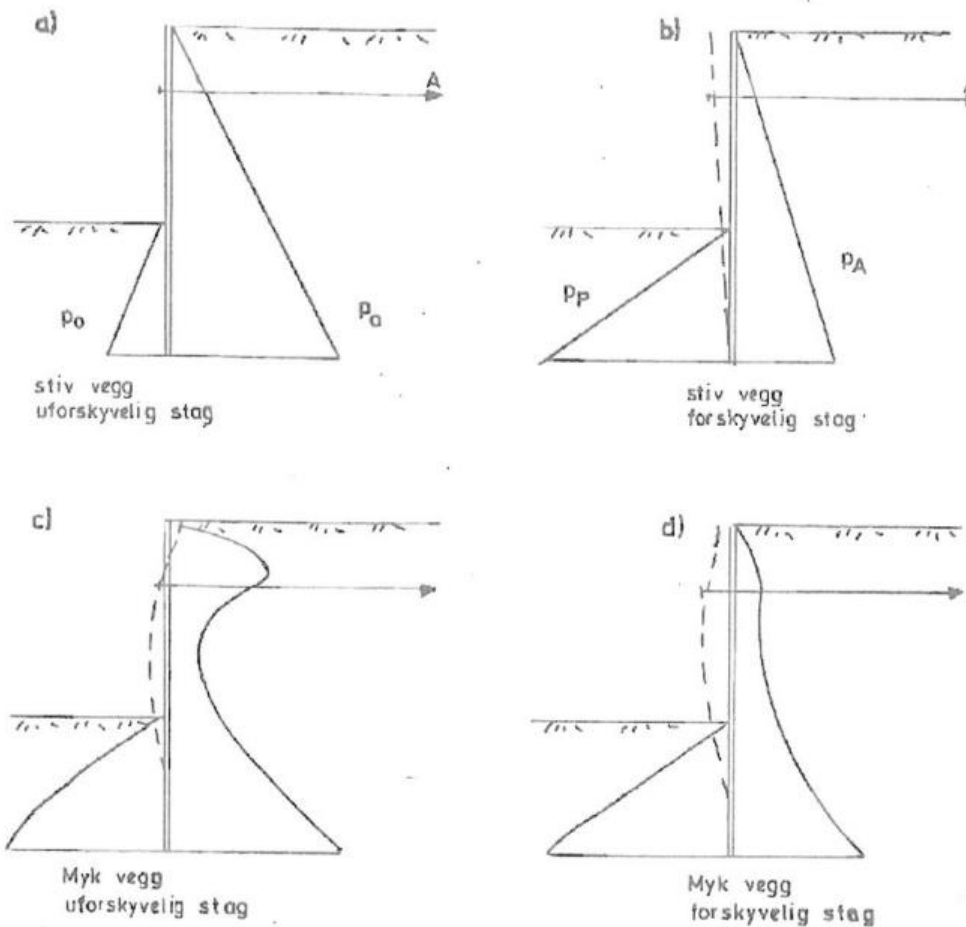 a)
A
p₀
p₀
stiv vegg
uforskyvelig stag
b)
pP
pA
stiv vegg
forskyvelig stag
c)
Myk vegg
uforskyvelig stag
d)
Myk vegg
forskyvelig stag